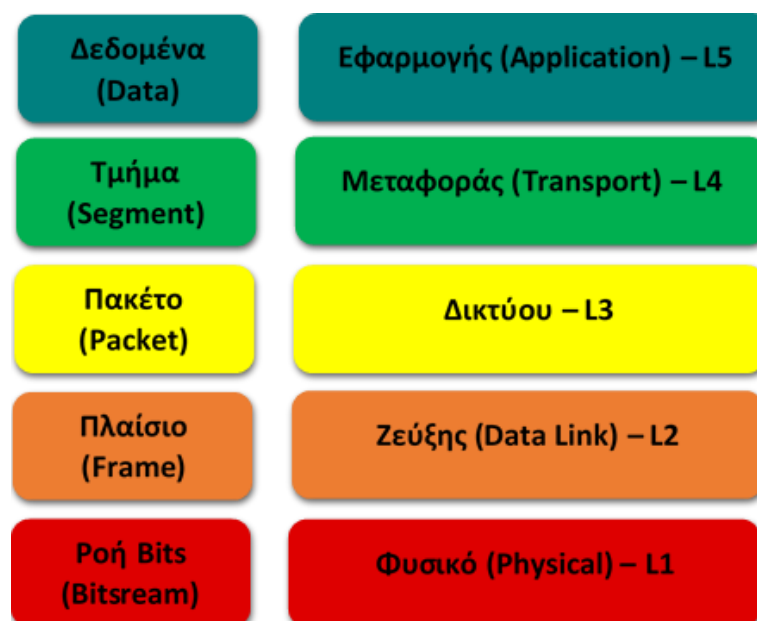 Δεδομένα
(Data)
Εφαρμογής (Application) – L5
Τμήμα
(Segment)
Μεταφοράς (Transport) – L4
Πακέτο
(Packet)
Δικτύου – L3
Πλαίσιο
(Frame)
Ζεύξης (Data Link) – L2
Ροή Bits
(Bitsream)
Φυσικό (Physical) – L1